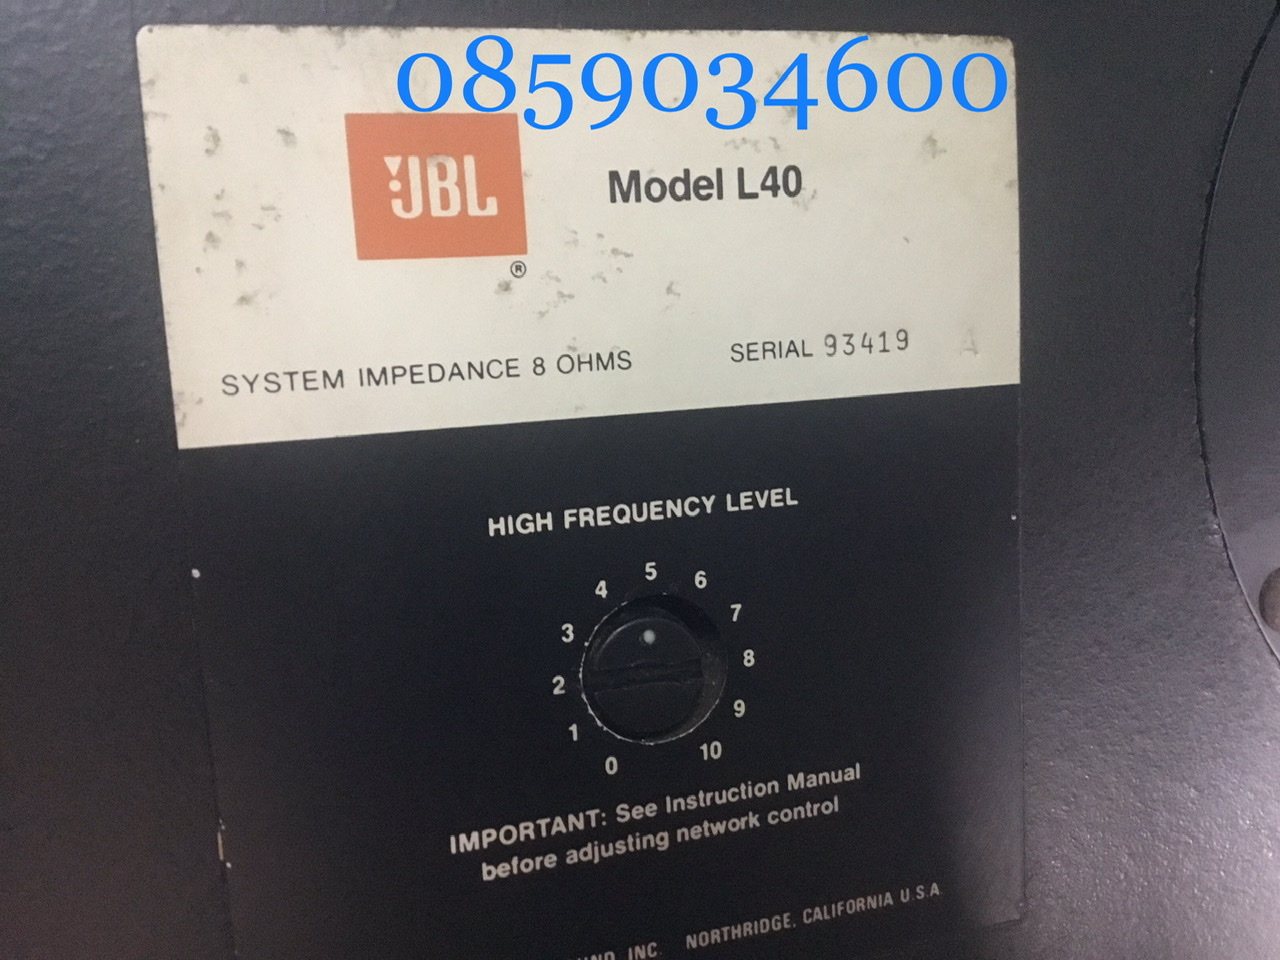 0859034600
JBL
®
Model L40
SYSTEM IMPEDANCE 8 OHMS
SERIAL 93419 A
HIGH FREQUENCY LEVEL
0 1 2 3 4 5 6 7 8 9 10
IMPORTANT: See Instruction Manual
before adjusting network control
INC. NORTHRIDGE, CALIFORNIA U.S.A